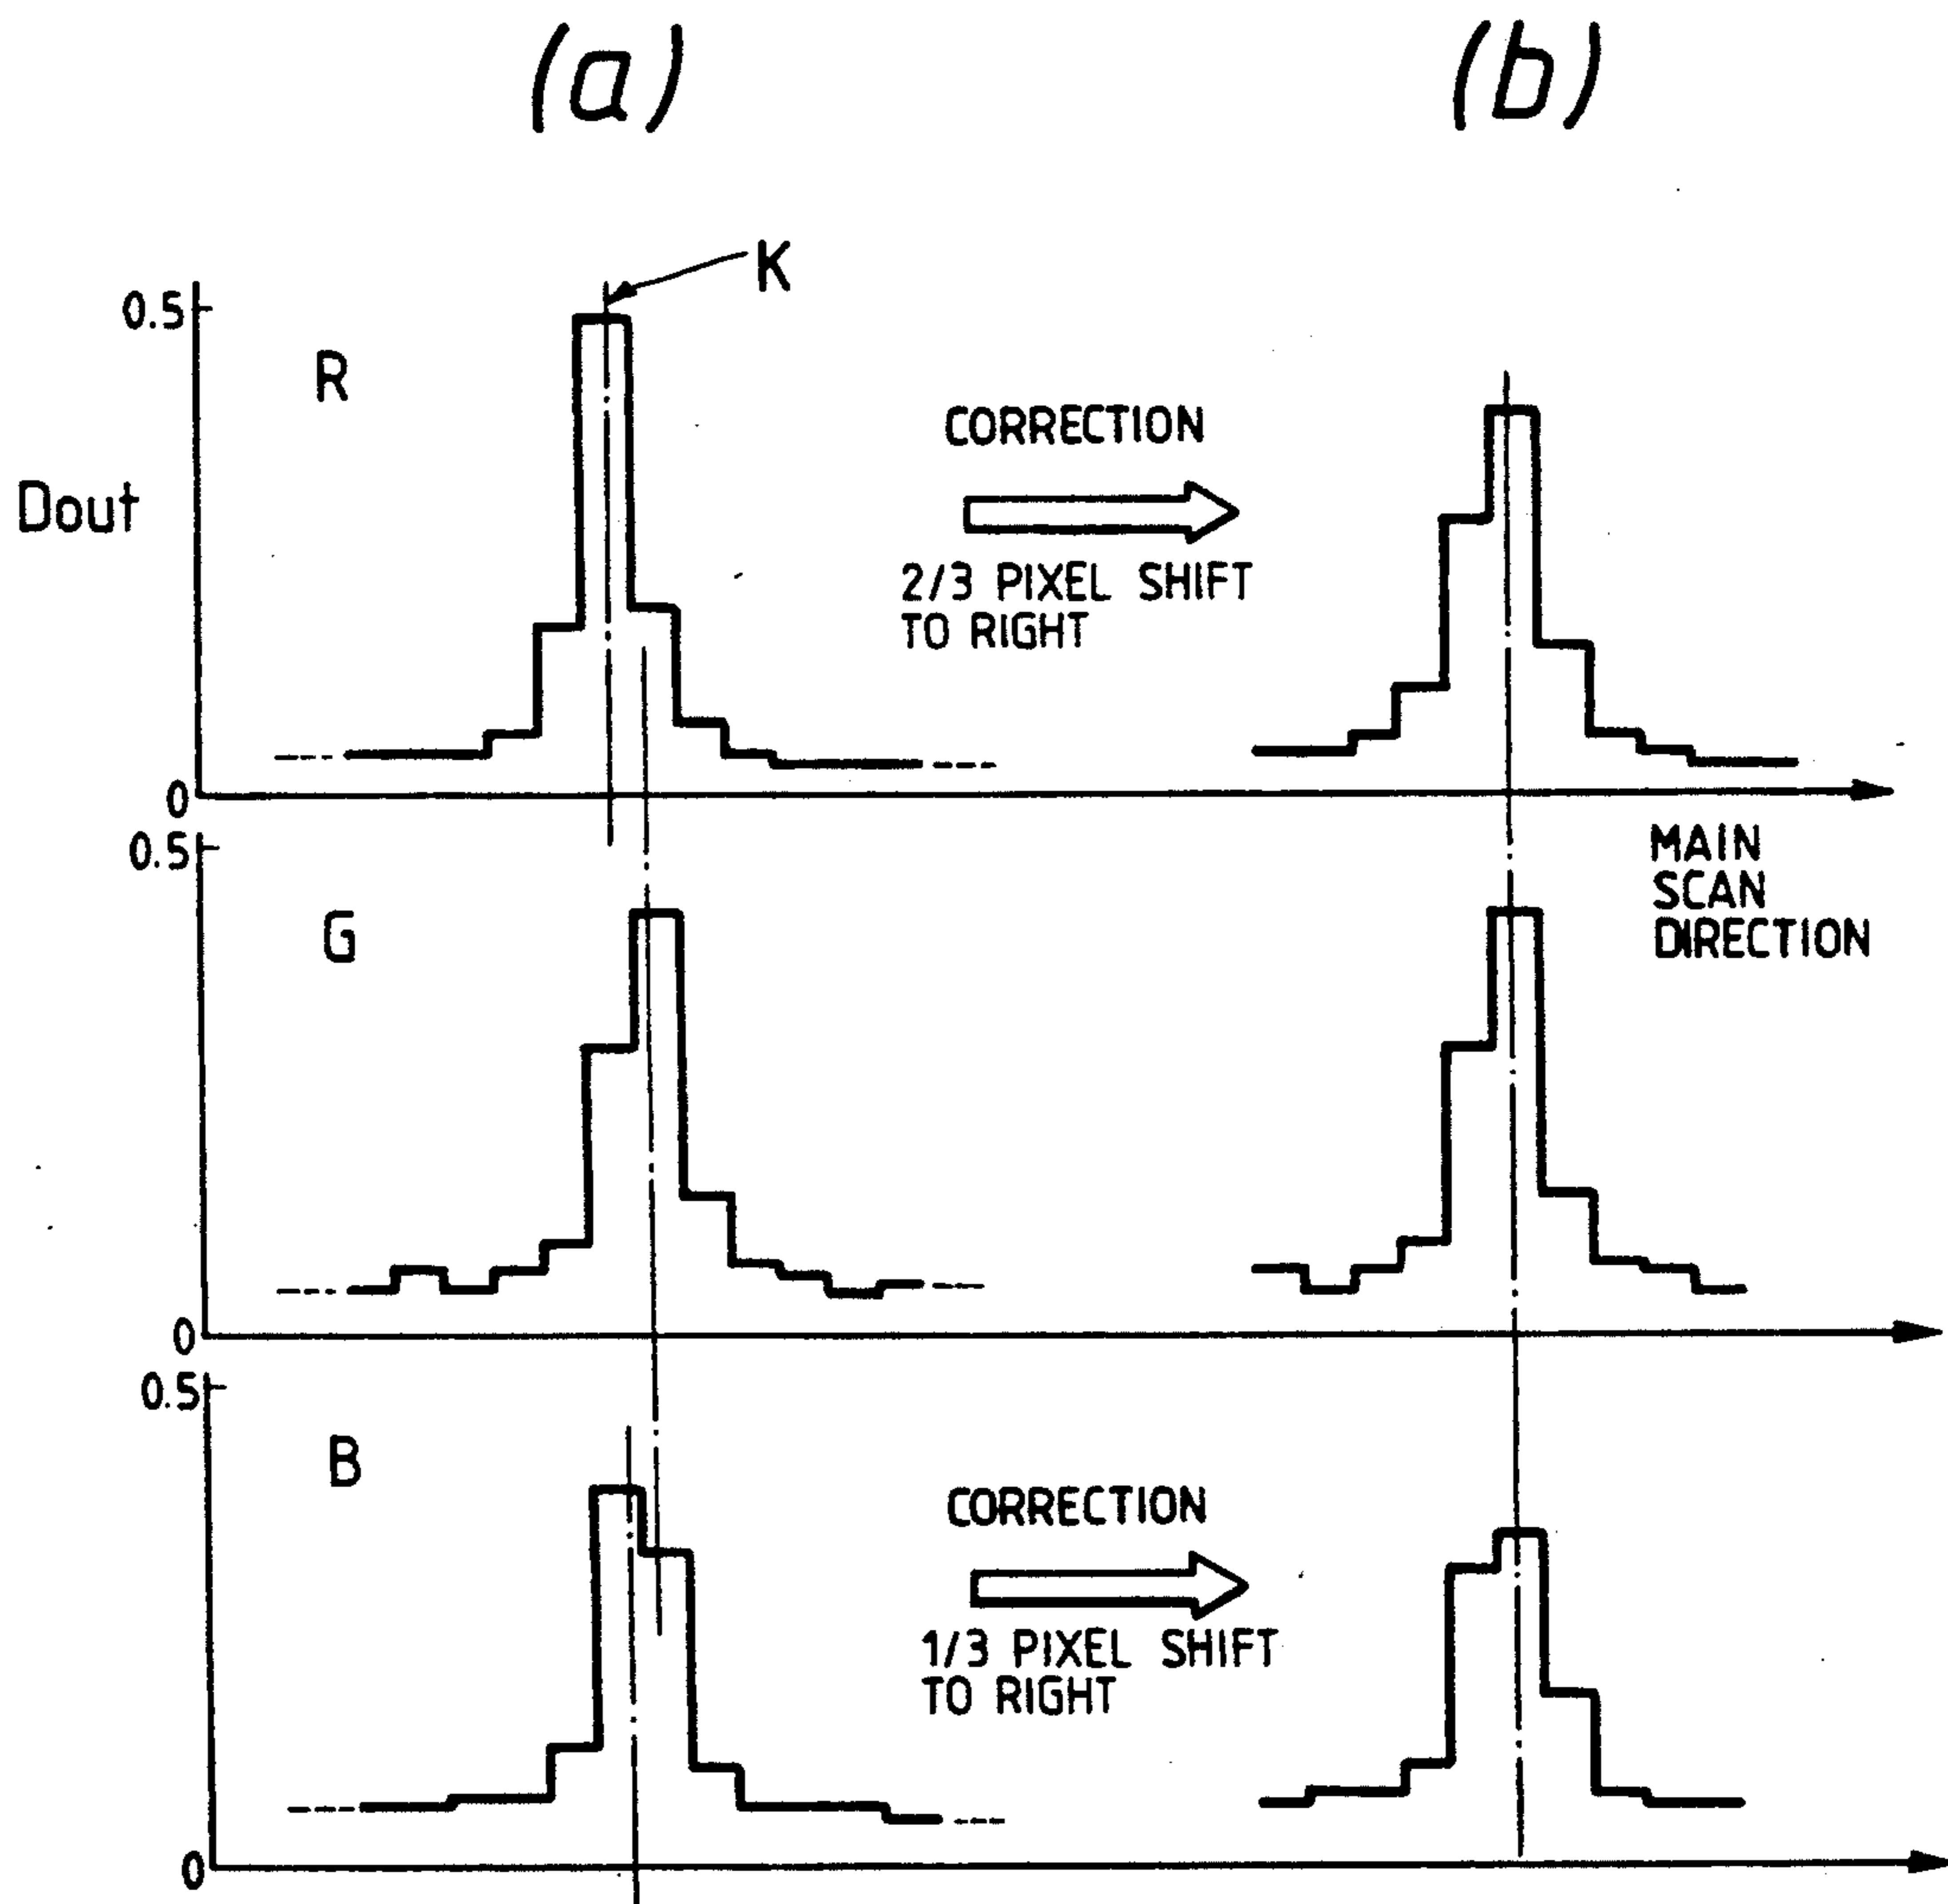 (a)
(b)
K
0.5
R
CORRECTION
Dout
2/3 PIXEL SHIFT
TO RIGHT
0
0.5
MAIN
SCAN
DIRECTION
G
0
0.5
B
CORRECTION
1/3 PIXEL SHIFT
TO RIGHT
0